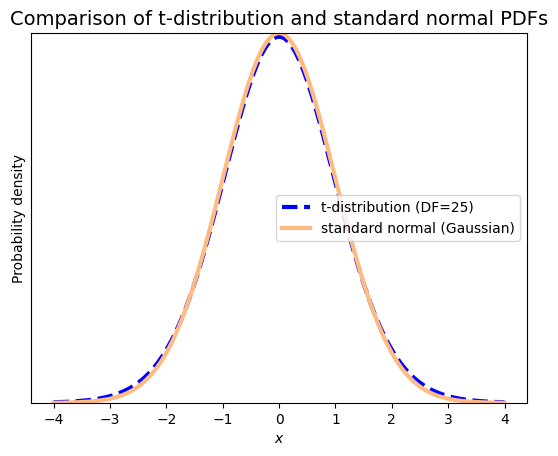 Comparison of t-distribution and standard normal PDFs
Probability density
t-distribution (DF=25)
standard normal (Gaussian)
−4 −3 −2 −1 0 1 2 3 4
x